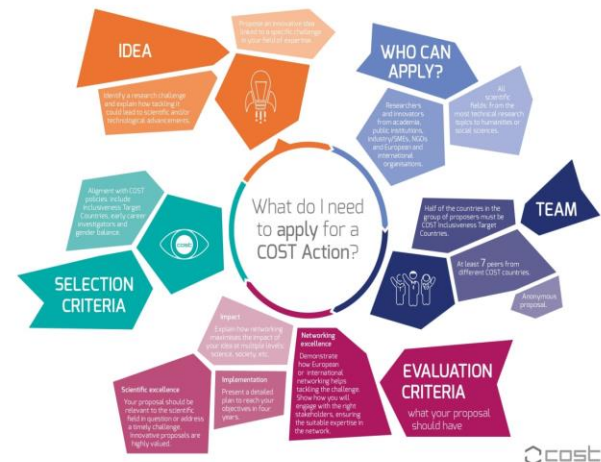 IDEA
Propose an innovative idea
linked to a specific challenge
in your field of expertise.
Identify a research challenge
and explain how tackling it
could lead to scientific and/or
technological advancements.
WHO CAN
APPLY?
Researchers
and innovators
from academia,
public institutions,
industry/SMEs, NGOs
and European and
international
organisations.
All
scientific
fields: from the
most technical research
topics to humanities or
social sciences.
What do I need
to apply for a
COST Action?
TEAM
Half of the countries in the
group of proposers must be
COST Inclusiveness Target
Countries.
At least 7 peers from
different COST countries.
Anonymous
proposal.
Alignment with COST
policies: include
Inclusiveness Target
Countries, early career
investigators and
gender balance.
cost
SELECTION
CRITERIA
EVALUATION
CRITERIA
what your proposal
should have
Networking
excellence
Demonstrate
how European
or international
networking helps
tackling the challenge.
Show how you will
engage with the right
stakeholders, ensuring
the suitable expertise in
the network.
Impact
Explain how networking
maximises the impact of
your idea at multiple levels:
science, society, etc.
Implementation
Present a detailed
plan to reach your
objectives in four
years.
Scientific excellence
Your proposal should be
relevant to the scientific
field in question or address
a timely challenge.
Innovative proposals are
highly valued.
cost